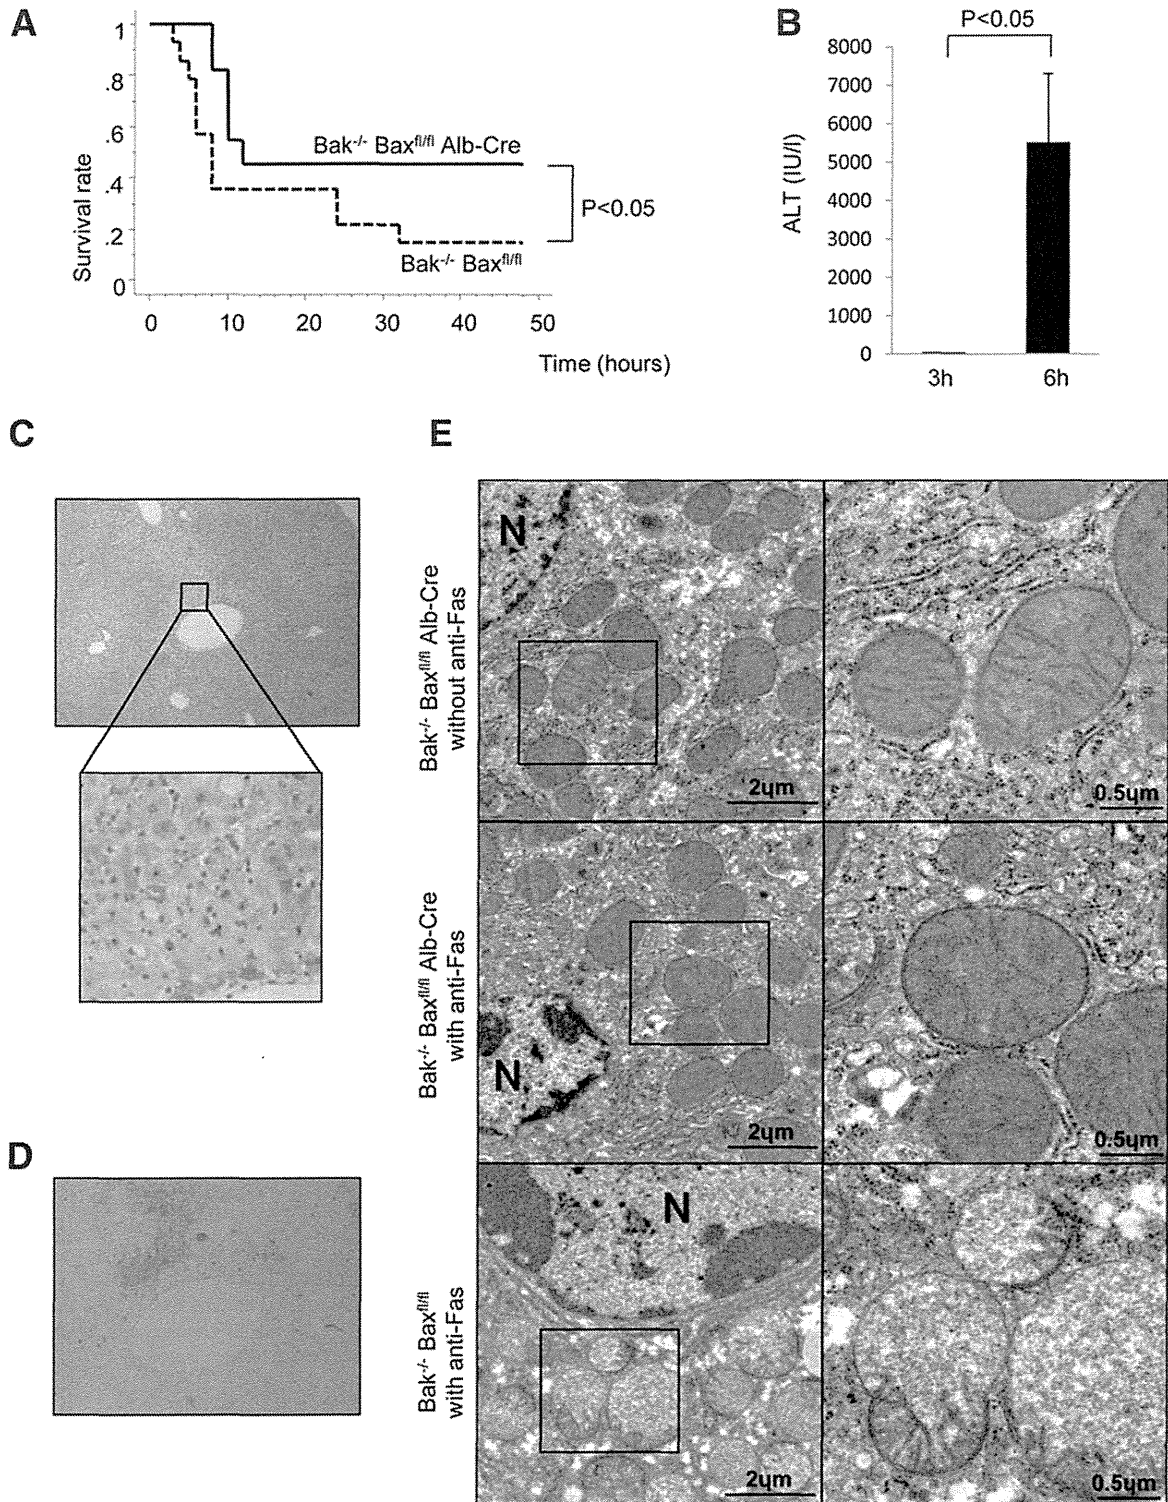 A
1
.8
.6
.4
.2
0
Survival rate
Bak-/- Baxfl/fl Alb-Cre
P<0.05
Bak-/- Baxfl/fl
0 10 20 30 40 50
Time (hours)
B
P<0.05
8000
7000
6000
5000
4000
3000
2000
1000
0
ALT (IU/l)
3h 6h
C
D
E
Bak-/- Baxfl/fl Alb-Cre
without anti-Fas
N
2μm
0.5μm
Bak-/- Baxfl/fl Alb-Cre
with anti-Fas
N
2μm
0.5μm
Bak-/- Baxfl/fl
with anti-Fas
N
2μm
0.5μm